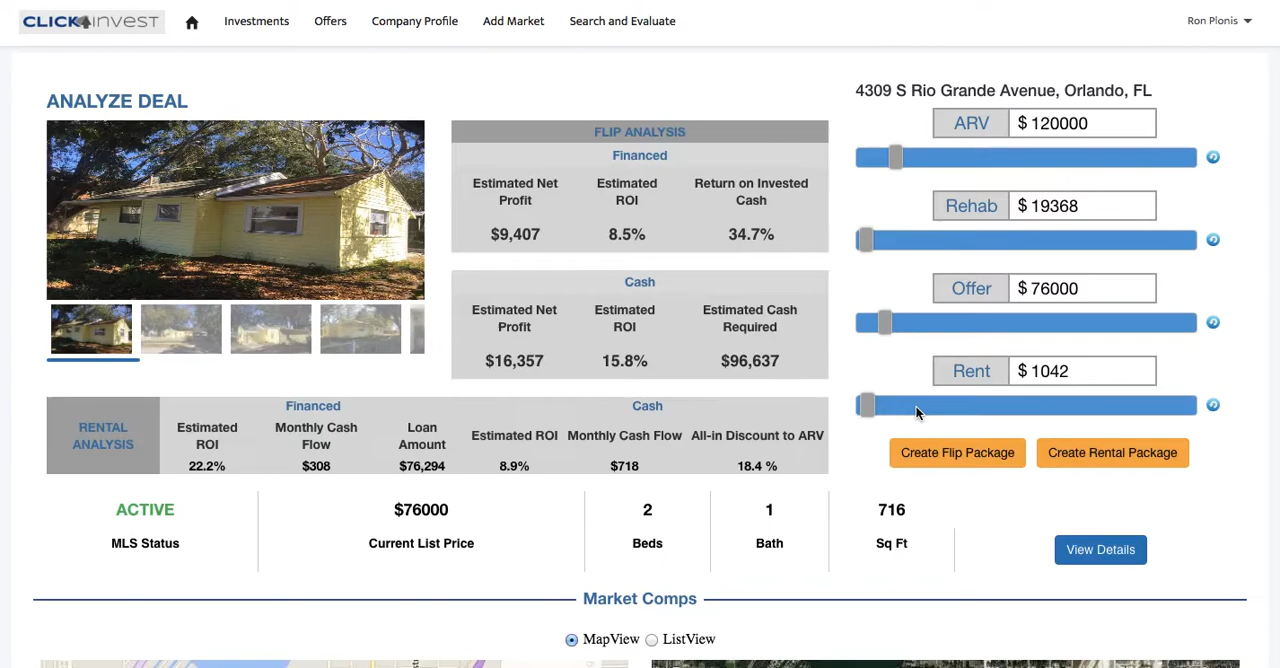 CLICK INVEST
Investments
Offers
Company Profile
Add Market
Search and Evaluate
Ron Plonis
ANALYZE DEAL
FLIP ANALYSIS
Financed
Estimated Net Profit
Estimated ROI
Return on Invested Cash
$9,407
8.5%
34.7%
Cash
Estimated Net Profit
Estimated ROI
Estimated Cash Required
$16,357
15.8%
$96,637
4309 S Rio Grande Avenue, Orlando, FL
ARV $ 120000
Rehab $ 19368
Offer $ 76000
Rent $ 1042
Create Flip Package
Create Rental Package
RENTAL ANALYSIS
Financed
Estimated ROI
Monthly Cash Flow
Loan Amount
22.2%
$308
$76,294
Cash
Estimated ROI
Monthly Cash Flow
All-in Discount to ARV
8.9%
$718
18.4 %
ACTIVE
MLS Status
$76000
Current List Price
2
Beds
1
Bath
716
Sq Ft
View Details
Market Comps
MapView
ListView